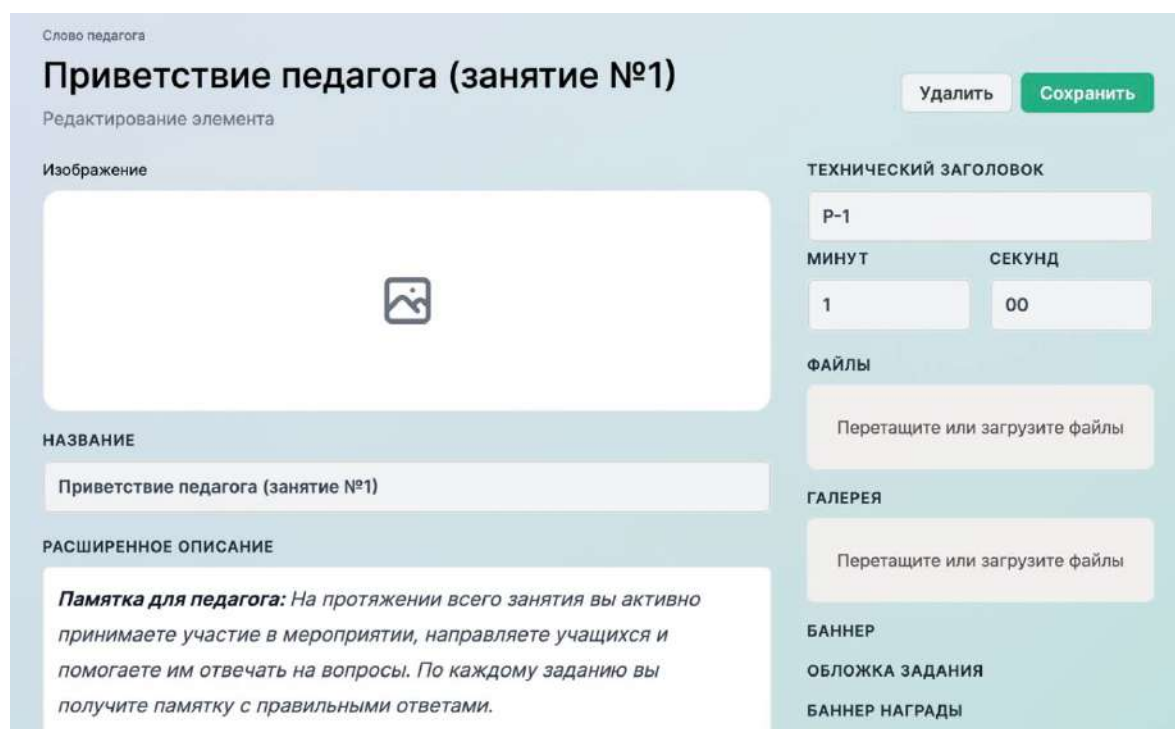 Слово педагога
Приветствие педагога (занятие №1)
Редактирование элемента
Удалить
Сохранить
Изображение
НАЗВАНИЕ
Приветствие педагога (занятие №1)
РАСШИРЕННОЕ ОПИСАНИЕ
Памятка для педагога: На протяжении всего занятия вы активно
принимаете участие в мероприятии, направляете учащихся и
помогаете им отвечать на вопросы. По каждому заданию вы
получите памятку с правильными ответами.
ТЕХНИЧЕСКИЙ ЗАГОЛОВОК
P-1
МИНУТ
СЕКУНД
1
00
ФАЙЛЫ
Перетащите или загрузите файлы
ГАЛЕРЕЯ
Перетащите или загрузите файлы
БАННЕР
ОБЛОЖКА ЗАДАНИЯ
БАННЕР НАГРАДЫ